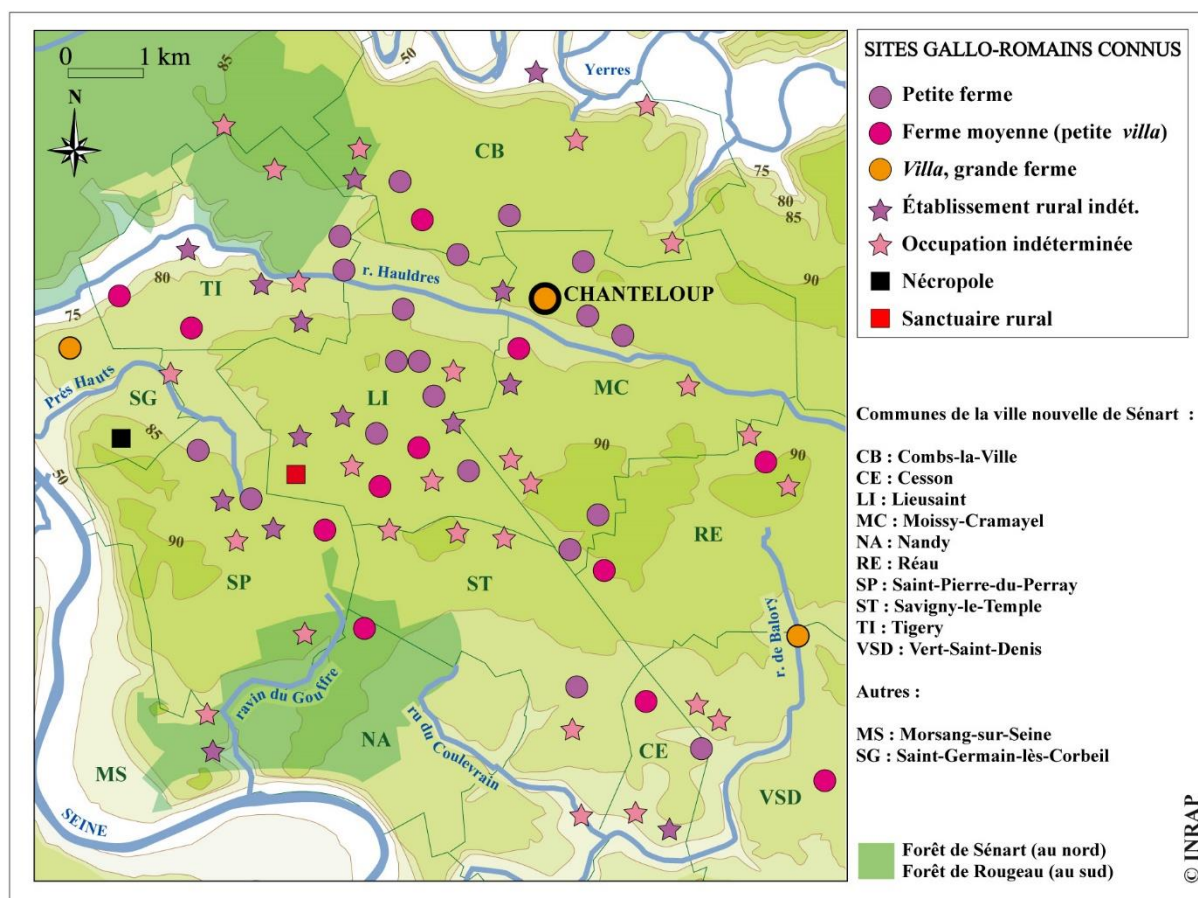 0 1 km
N
85
50
Yerres
CB
75
80
85
90
80
TI
r. Hauldres
CHANTELOUP
75
Prés Hauts
SG
LI
MC
85
50
90
90
90
RE
SP
ST
r. de Balory
ravin du Gouffre
ru du Coulevrain
NA
CE
MS
VSD
SEINE
SITES GALLO-ROMAINS CONNUS
Petite ferme
Ferme moyenne (petite villa)
Villa, grande ferme
Établissement rural indét.
Occupation indéterminée
Nécropole
Sanctuaire rural
Communes de la ville nouvelle de Sénart :
CB : Combs-la-Ville
CE : Cesson
LI : Lieusaint
MC : Moissy-Cramayel
NA : Nandy
RE : Réau
SP : Saint-Pierre-du-Perray
ST : Savigny-le-Temple
TI : Tigery
VSD : Vert-Saint-Denis
Autres :
MS : Morsang-sur-Seine
SG : Saint-Germain-lès-Corbeil
Forêt de Sénart (au nord)
Forêt de Rougeau (au sud)
© INRAP